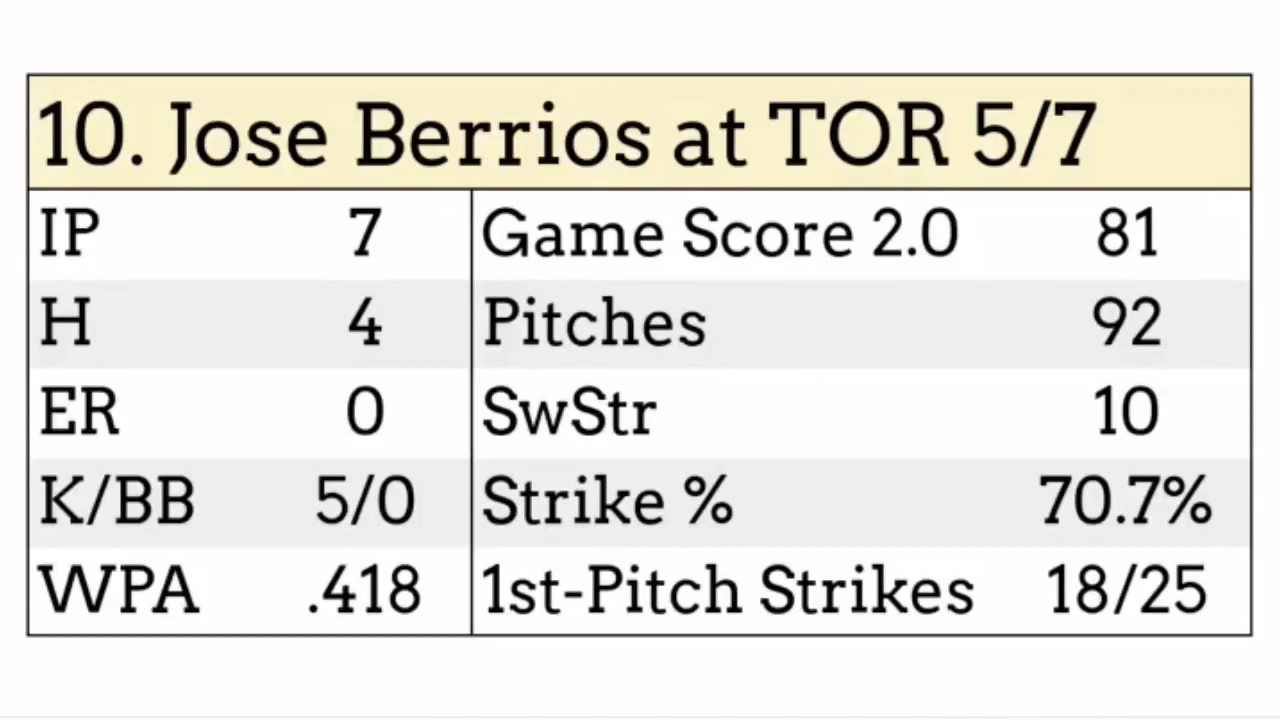 10. Jose Berrios at TOR 5/7
IP 7 Game Score 2.0 81
H 4 Pitches 92
ER 0 SwStr 10
K/BB 5/0 Strike % 70.7%
WPA .418 1st-Pitch Strikes 18/25